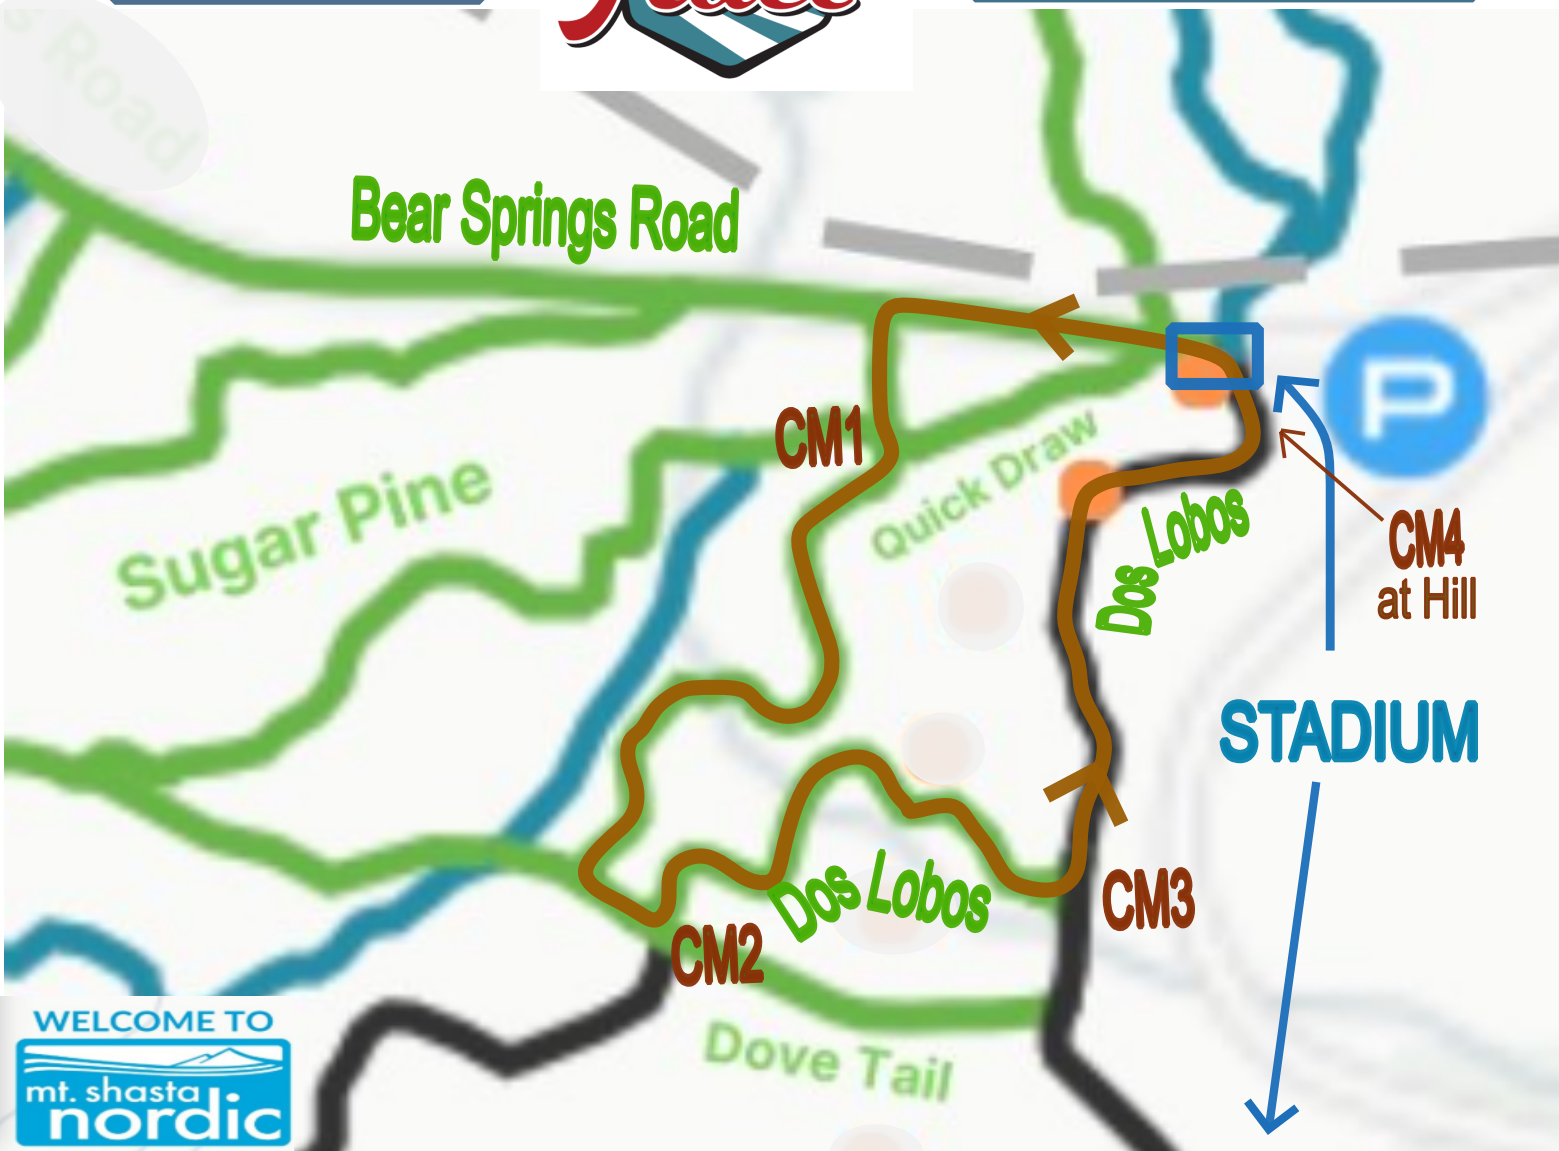 Road
Bear Springs Road
P
CM1
Quick Draw
Sugar Pine
Dos Lobos
CM4
at Hill
STADIUM
Dos Lobos
CM3
CM2
Dove Tail
WELCOME TO
mt. shasta
nordic